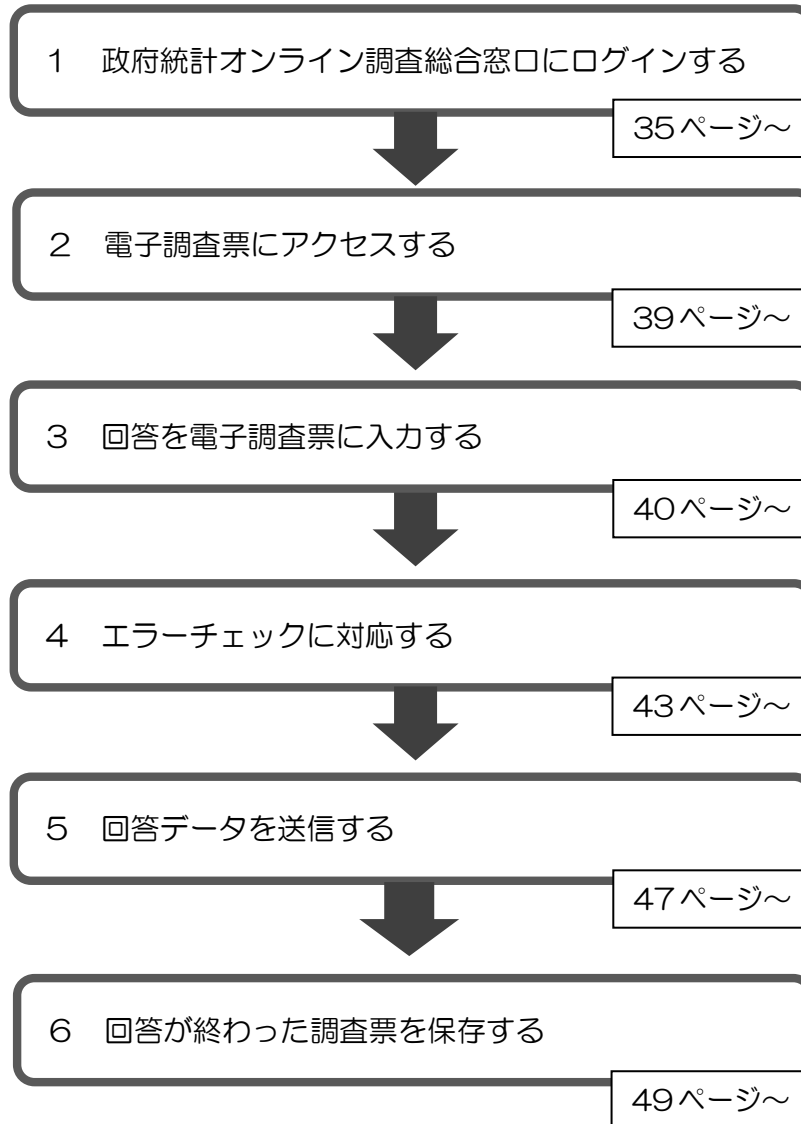 １　政府統計オンライン調査総合窓口にログインする
35ページ～
２　電子調査票にアクセスする
39ページ～
３　回答を電子調査票に入力する
40ページ～
４　エラーチェックに対応する
43ページ～
５　回答データを送信する
47ページ～
６　回答が終わった調査票を保存する
49ページ～